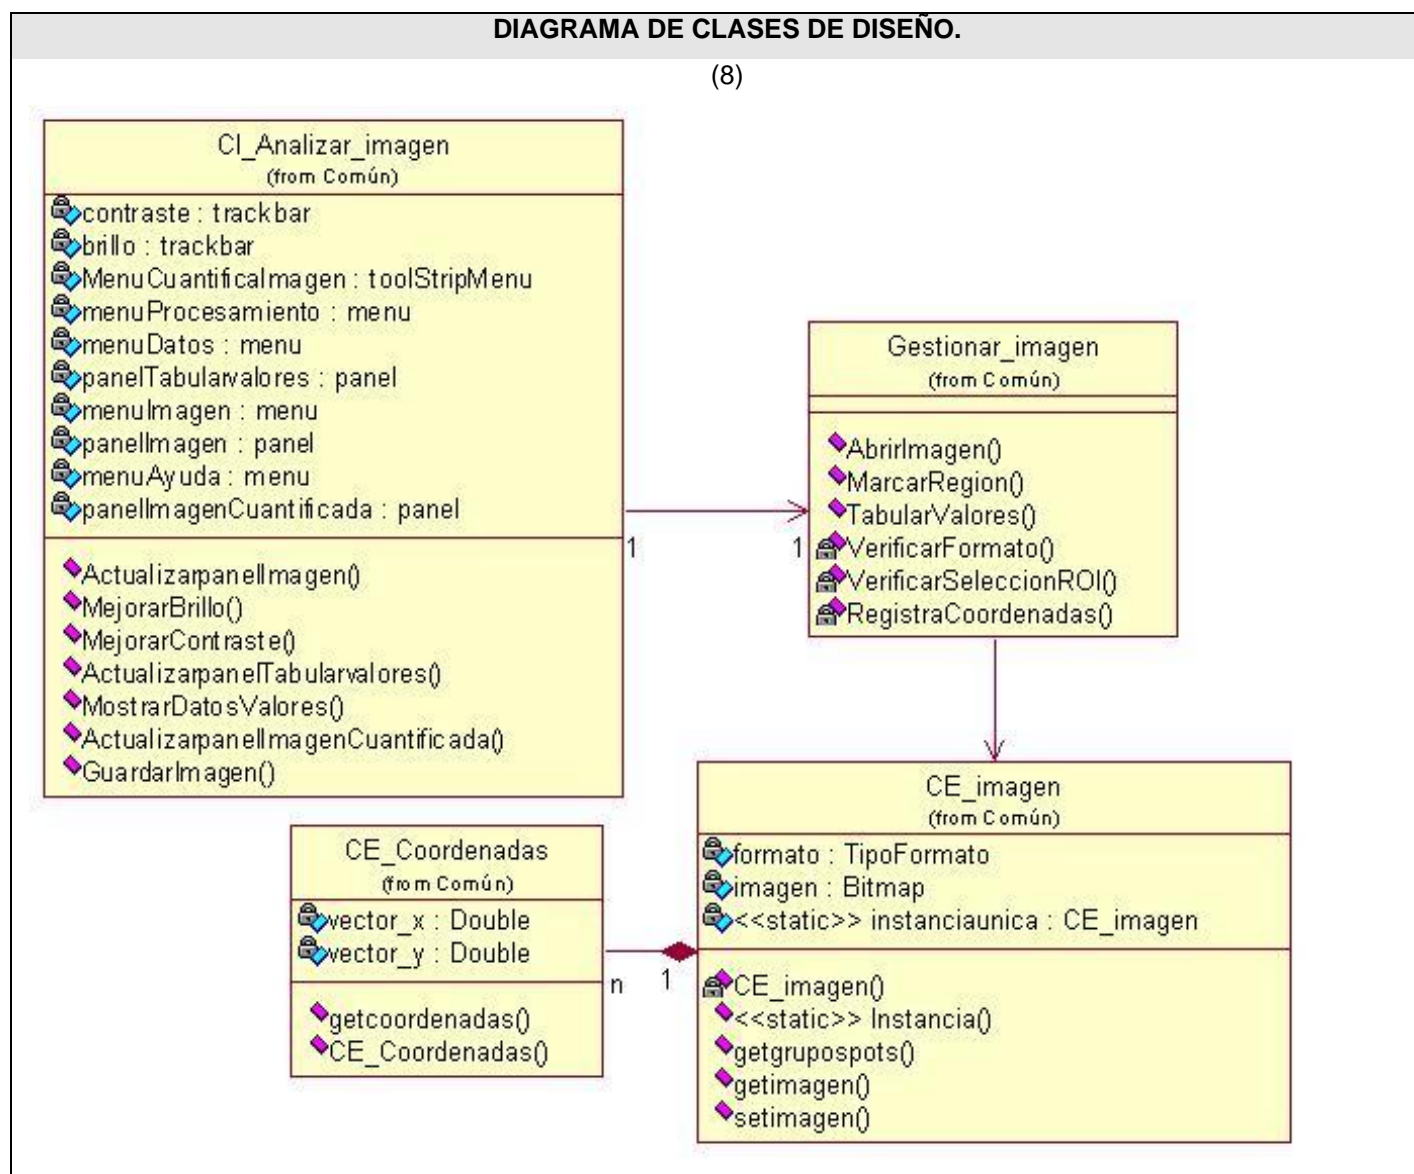 DIAGRAMA DE CLASES DE DISEÑO.
(8)
CI_Analizar_imagen
(from Común)
contraste : trackbar
brillo : trackbar
MenuCuantificaImagen : toolStripMenu
menuProcesamiento : menu
menuDatos : menu
panelTabularvalores : panel
menuImagen : menu
panelImagen : panel
menuAyuda : menu
panelImagenCuantificada : panel
ActualizarpanelImagen()
MejorarBrillo()
MejorarContraste()
ActualizarpanelTabularvalores()
MostrarDatosValores()
ActualizarpanelImagenCuantificada()
GuardarImagen()
1
1
Gestionar_imagen
(from Común)
AbrirImagen()
MarcarRegion()
TabularValores()
VerificarFormato()
VerificarSeleccionROI()
RegistraCoordenadas()
CE_Coordenadas
(from Común)
vector_x : Double
vector_y : Double
getcoordenadas()
CE_Coordenadas()
n
1
CE_imagen
(from Común)
formato : TipoFormato
imagen : Bitmap
<<static>> instanciaunica : CE_imagen
CE_imagen()
<<static>> Instancia()
getgrupospots()
getimagen()
setimagen()